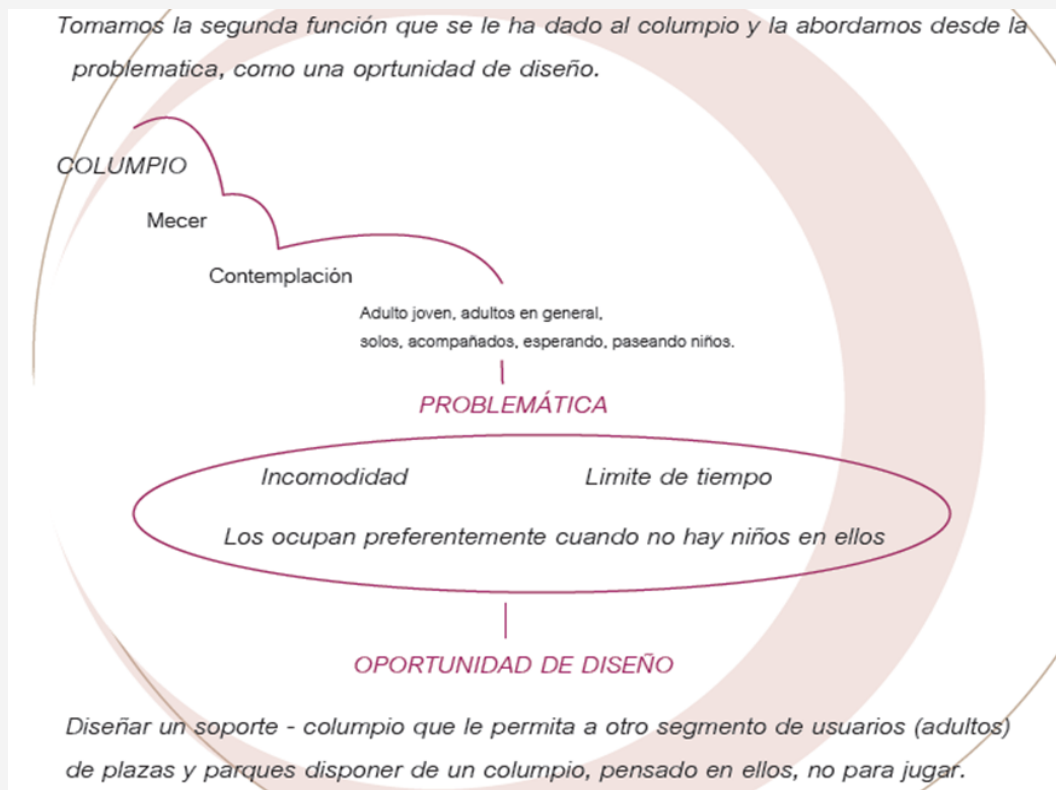 Tomamos la segunda función que se le ha dado al columpio y la abordamos desde la
problematica, como una oprtunidad de diseño.
COLUMPIO
Mecer
Contemplación
Adulto joven, adultos en general,
solos, acompañados, esperando, paseando niños.
PROBLEMÁTICA
Incomodidad Limite de tiempo
Los ocupan preferentemente cuando no hay niños en ellos
OPORTUNIDAD DE DISEÑO
Diseñar un soporte - columpio que le permita a otro segmento de usuarios (adultos)
de plazas y parques disponer de un columpio, pensado en ellos, no para jugar.